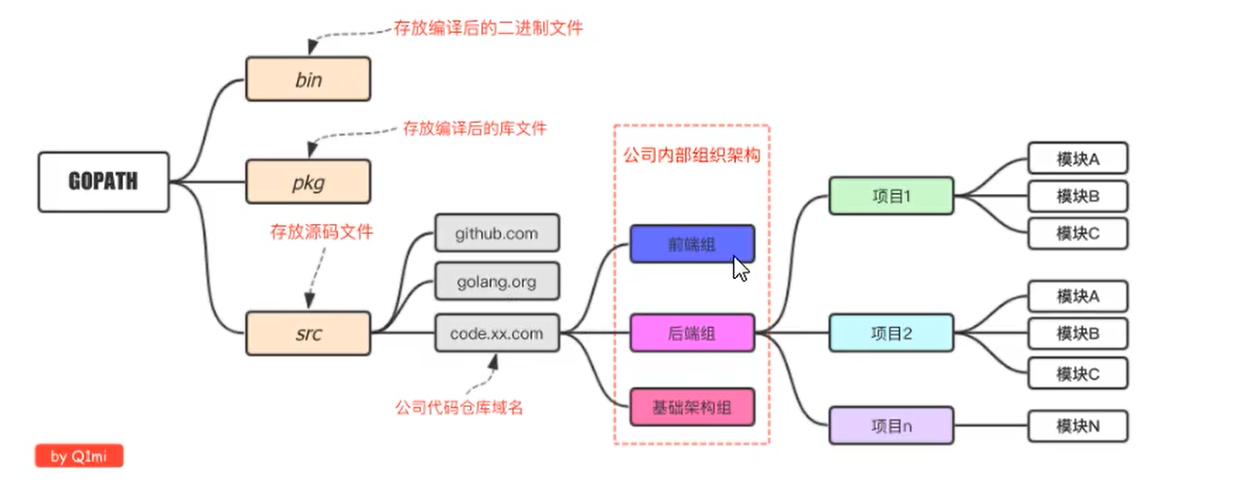 存放编译后的二进制文件
bin
存放编译后的库文件
GOPATH
pkg
存放源码文件
src
github.com
golang.org
code.xx.com
公司代码仓库域名
公司内部组织架构
前端组
后端组
基础架构组
项目1
模块A
模块B
模块C
项目2
模块A
模块B
模块C
项目n
模块N
by Q1mi